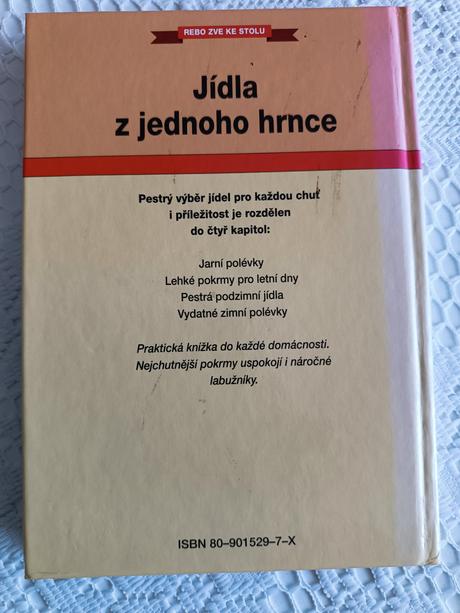 REBO ZVE KE STOLU
Jídla
z jednoho hrnce
Pestrý výběr jídel pro každou chuť
i příležitost je rozdělen
do čtyř kapitol:
Jarní polévky
Lehké pokrmy pro letní dny
Pestrá podzimní jídla
Vydatné zimní polévky
Praktická knížka do každé domácnosti.
Nejchutnější pokrmy uspokojí i náročné
labužníky.
ISBN 80–901529–7–X